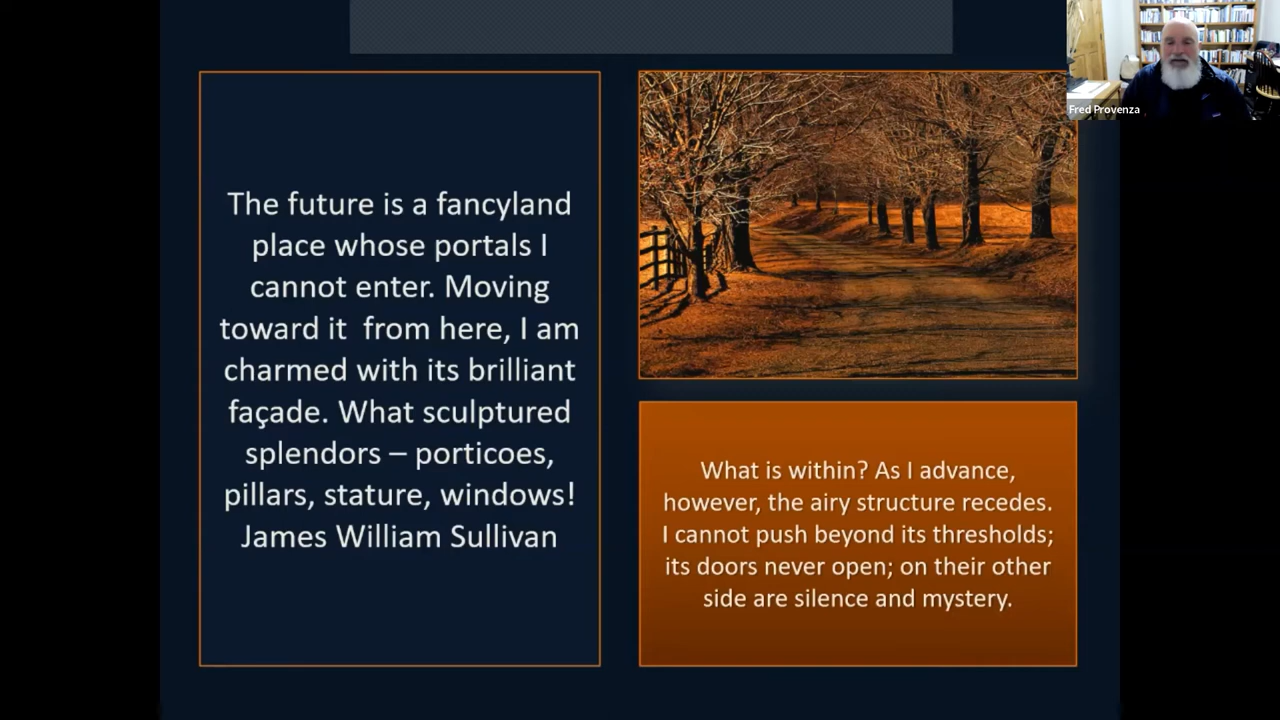 The future is a fancyland
place whose portals I
cannot enter. Moving
toward it  from here, I am
charmed with its brilliant
façade. What sculptured
splendors – porticoes,
pillars, stature, windows!
James William Sullivan
What is within? As I advance,
however, the airy structure recedes.
I cannot push beyond its thresholds;
its doors never open; on their other
side are silence and mystery.
Fred Provenza